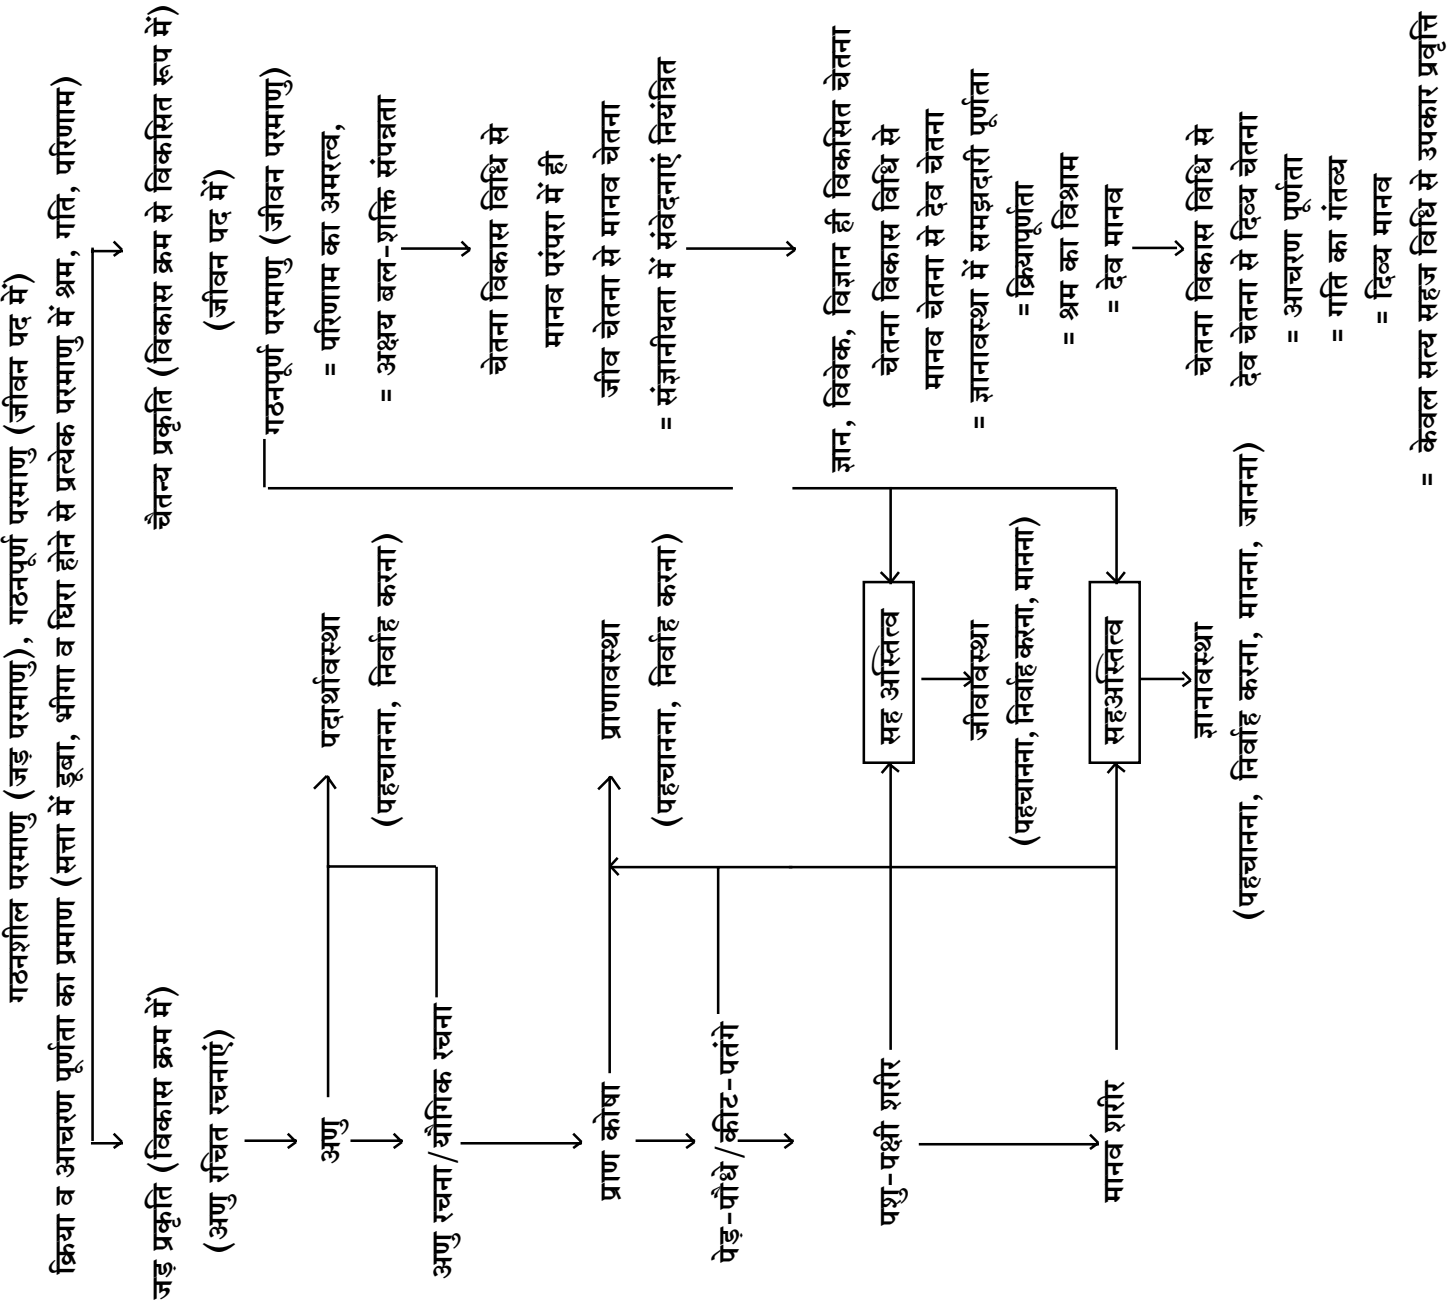 गठनशील परमाणु (जड़ परमाणु), गठनपूर्ण परमाणु (जीवन पद में)
क्रिया व आचरण पूर्णता का प्रमाण (सत्ता में डूबा, भीगा व घिरा होने से प्रत्येक परमाणु में श्रम, गति, परिणाम)
जड़ प्रकृति (विकास क्रम में)
(अणु रचित रचनाएं)
अणु
अणु रचना/यौगिक रचना
प्राण कोषा
पेड़-पौधे/कीट-पतंगे
पशु-पक्षी शरीर
मानव शरीर
पदार्थावस्था
(पहचानना, निर्वाह करना)
प्राणावस्था
(पहचानना, निर्वाह करना)
सह अस्तित्व
जीवावस्था
(पहचानना, निर्वाह करना, मानना)
सहअस्तित्व
ज्ञानावस्था
(पहचानना, निर्वाह करना, मानना, जानना)
चैतन्य प्रकृति (विकास क्रम से विकसित रूप में)
(जीवन पद में)
गठनपूर्ण परमाणु (जीवन परमाणु)
= परिणाम का अमरत्व,
= अक्षय बल-शक्ति संपन्नता
चेतना विकास विधि से
मानव परंपरा में ही
जीव चेतना से मानव चेतना
= संज्ञानीयता में संवेदनाएं नियंत्रित
ज्ञान, विवेक, विज्ञान ही विकसित चेतना
चेतना विकास विधि से
मानव चेतना से देव चेतना
= ज्ञानावस्था में समझदारी पूर्णता
= क्रियापूर्णता
= श्रम का विश्राम
= देव मानव
चेतना विकास विधि से
देव चेतना से दिव्य चेतना
= आचरण पूर्णता
= गति का गंतव्य
= दिव्य मानव
= केवल सत्य सहज विधि से उपकार प्रवृत्ति